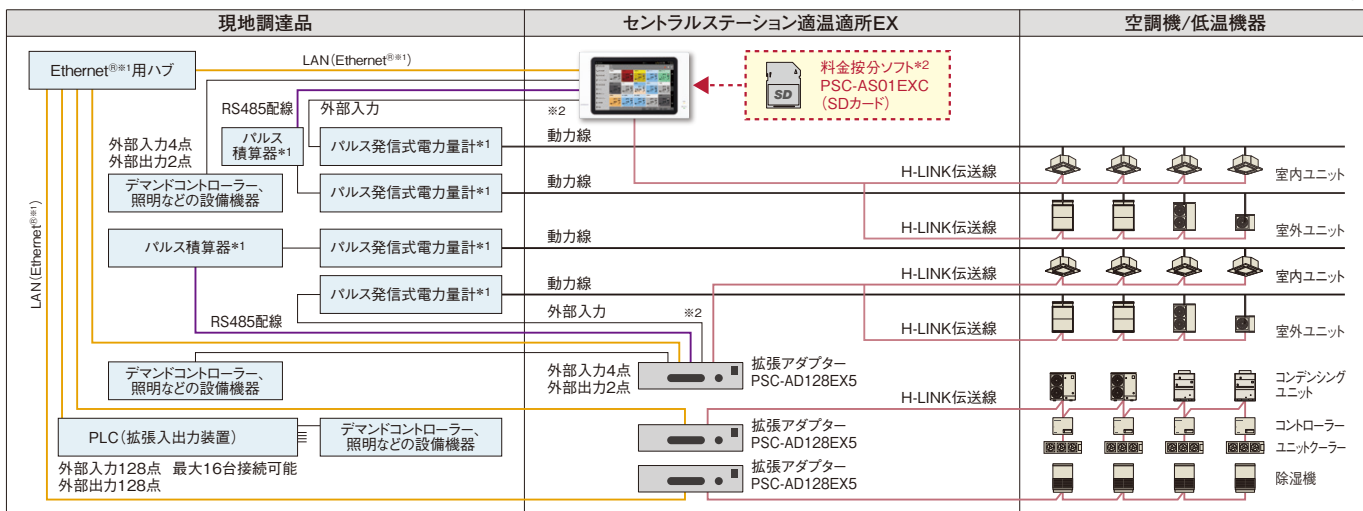 現地調達品
セントラルステーション適温適所EX
空調機/低温機器
Ethernet®※1用ハブ
LAN(Ethernet®※1)
料金按分ソフト*2
PSC-AS01EXC
(SDカード)
SD
RS485配線
外部入力
※2
動力線
外部入力4点
外部出力2点
パルス
積算器*1
パルス発信式電力量計*1
デマンドコントローラー、
照明などの設備機器
パルス発信式電力量計*1
動力線
H-LINK伝送線
室内ユニット
LAN(Ethernet®※1)
H-LINK伝送線
室外ユニット
パルス積算器*1
パルス発信式電力量計*1
動力線
パルス発信式電力量計*1
動力線
H-LINK伝送線
室内ユニット
RS485配線
外部入力
※2
H-LINK伝送線
室外ユニット
デマンドコントローラー、
照明などの設備機器
外部入力4点
外部出力2点
拡張アダプター
PSC-AD128EX5
H-LINK伝送線
コンデンシング
ユニット
PLC(拡張入出力装置)
デマンドコントローラー、
照明などの設備機器
拡張アダプター
PSC-AD128EX5
コントローラー
ユニットクーラー
外部入力128点 最大16台接続可能
外部出力128点
拡張アダプター
PSC-AD128EX5
除湿機